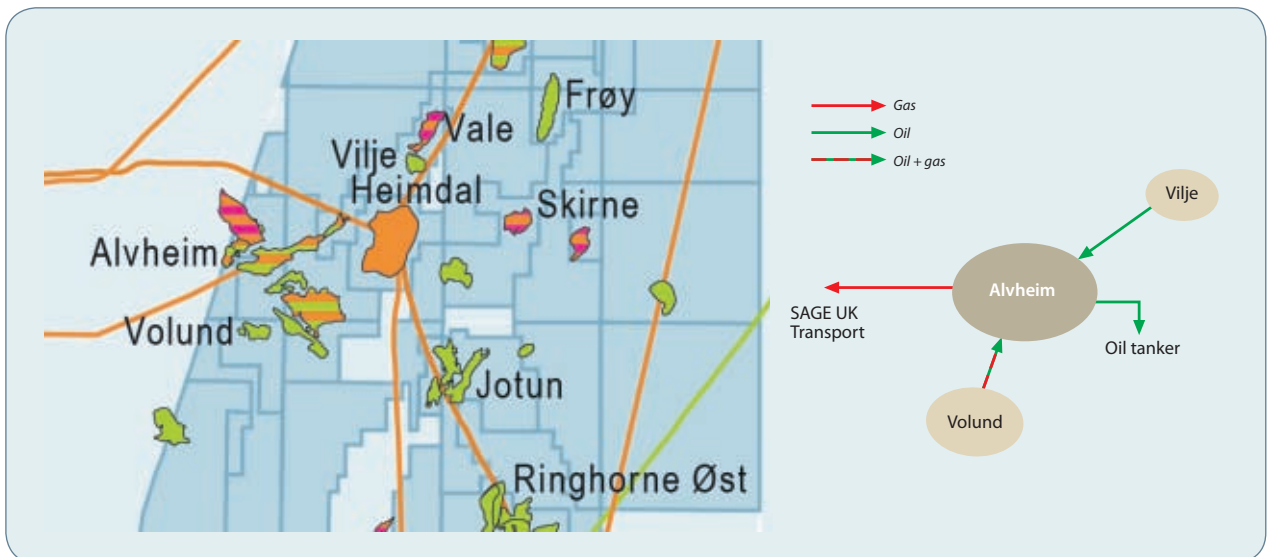 Frøy
Vale
Vilje
Heimdal
Skirne
Alvheim
Volund
Jotun
Ringhorne Øst
Gas
Oil
Oil + gas
Vilje
Alvheim
SAGE UK
Transport
Oil tanker
Volund